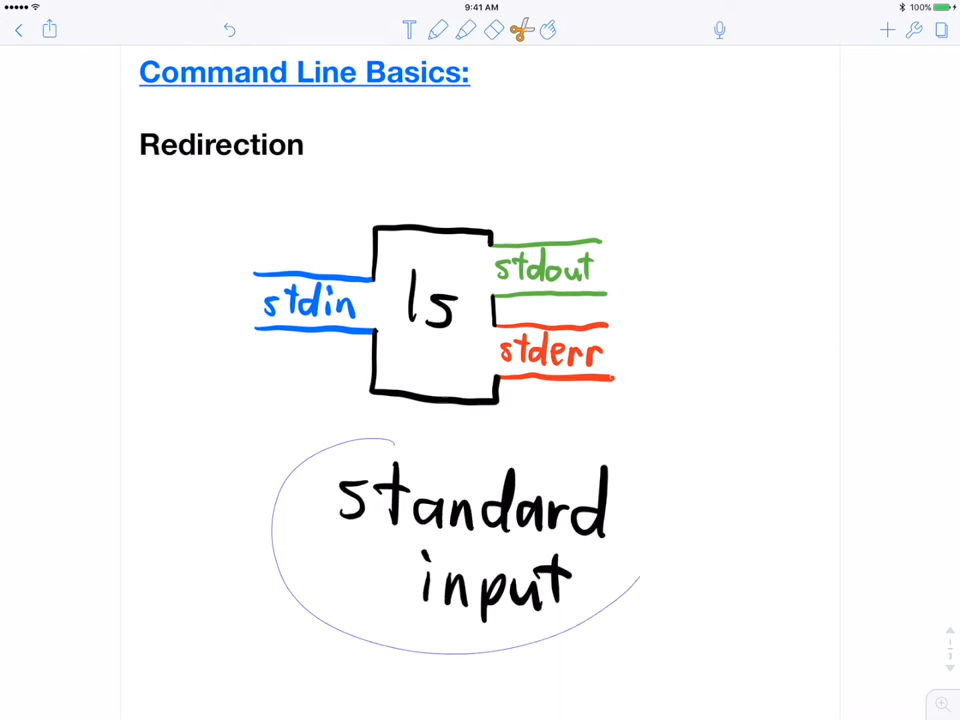 9:41 AM
100%
T
Command Line Basics:
Redirection
stdin
ls
stdout
stderr
standard
input